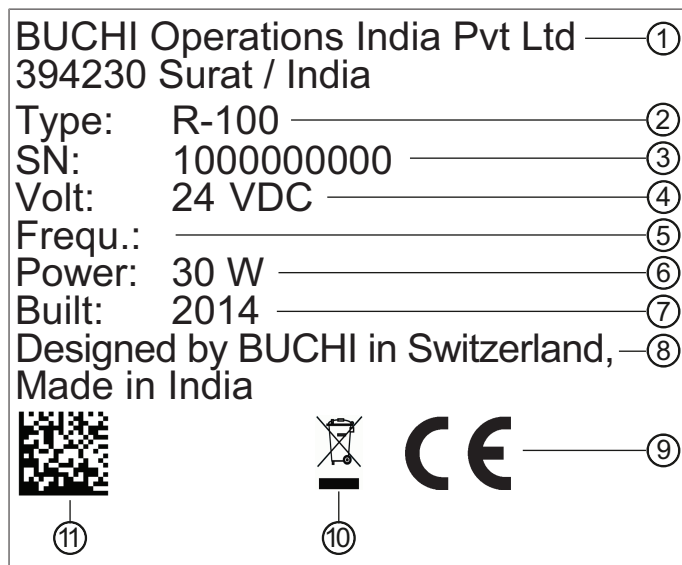 BUCHI Operations India Pvt Ltd ①
394230 Surat / India
Type: R-100 ②
SN: 1000000000 ③
Volt: 24 VDC ④
Frequ.: ⑤
Power: 30 W ⑥
Built: 2014 ⑦
Designed by BUCHI in Switzerland, ⑧
Made in India
CE ⑨
⑪ ⑩